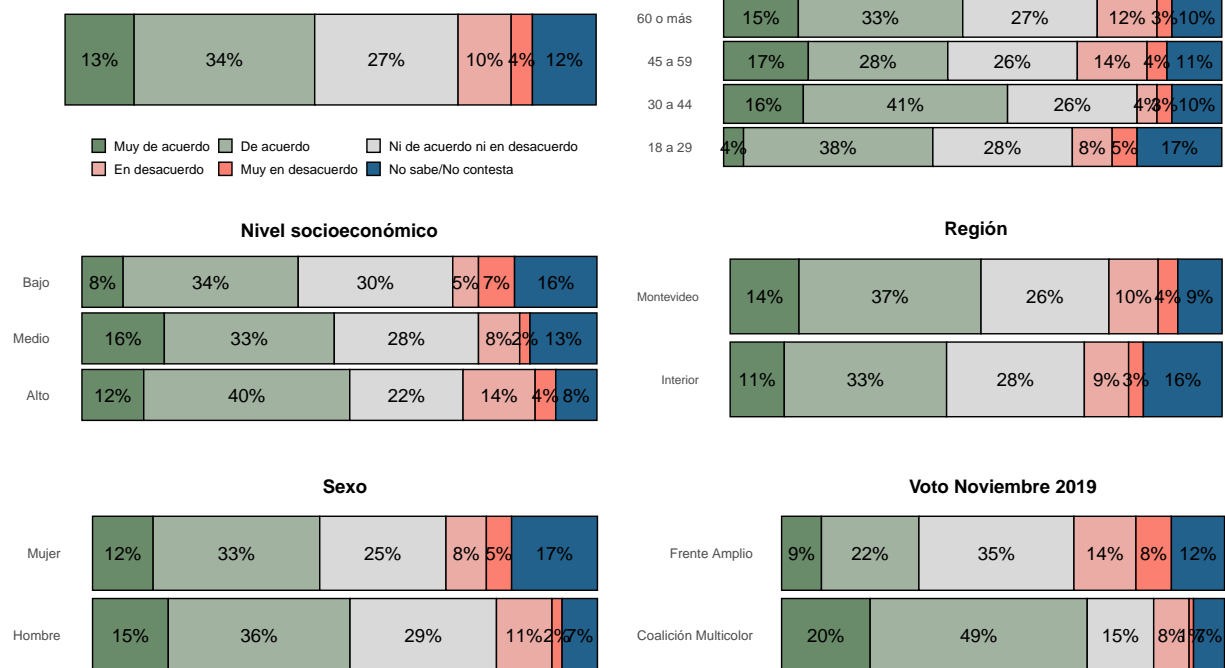 13% 34% 27% 10% 4% 12%
Muy de acuerdo De acuerdo Ni de acuerdo ni en desacuerdo
En desacuerdo Muy en desacuerdo No sabe/No contesta
60 o más 15% 33% 27% 12% 3% 10%
45 a 59 17% 28% 26% 14% 4% 11%
30 a 44 16% 41% 26% 4% 3% 10%
18 a 29 4% 38% 28% 8% 5% 17%
Nivel socioeconómico
Bajo 8% 34% 30% 5% 7% 16%
Medio 16% 33% 28% 8% 2% 13%
Alto 12% 40% 22% 14% 4% 8%
Región
Montevideo 14% 37% 26% 10% 4% 9%
Interior 11% 33% 28% 9% 3% 16%
Sexo
Mujer 12% 33% 25% 8% 5% 17%
Hombre 15% 36% 29% 11% 2% 7%
Voto Noviembre 2019
Frente Amplio 9% 22% 35% 14% 8% 12%
Coalición Multicolor 20% 49% 15% 8% 1% 7%